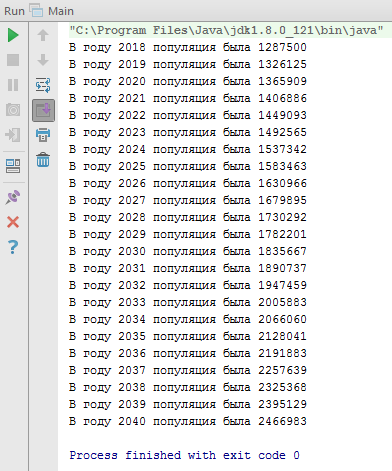 Run Main
"C:\Program Files\Java\jdk1.8.0_121\bin\java"
В году 2018 популяция была 1287500
В году 2019 популяция была 1326125
В году 2020 популяция была 1365909
В году 2021 популяция была 1406886
В году 2022 популяция была 1449093
В году 2023 популяция была 1492565
В году 2024 популяция была 1537342
В году 2025 популяция была 1583463
В году 2026 популяция была 1630966
В году 2027 популяция была 1679895
В году 2028 популяция была 1730292
В году 2029 популяция была 1782201
В году 2030 популяция была 1835667
В году 2031 популяция была 1890737
В году 2032 популяция была 1947459
В году 2033 популяция была 2005883
В году 2034 популяция была 2066060
В году 2035 популяция была 2128041
В году 2036 популяция была 2191883
В году 2037 популяция была 2257639
В году 2038 популяция была 2325368
В году 2039 популяция была 2395129
В году 2040 популяция была 2466983
Process finished with exit code 0